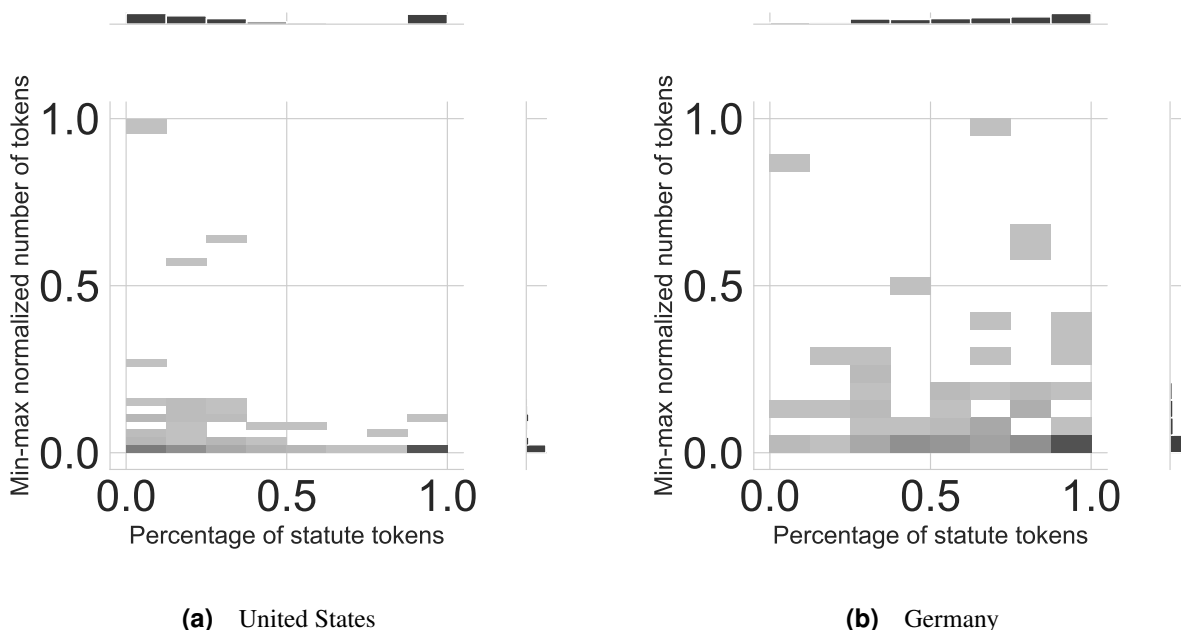 Min-max normalized number of tokens
1.0
0.5
0.0
0.0 0.5 1.0
Percentage of statute tokens
(a) United States
Min-max normalized number of tokens
1.0
0.5
0.0
0.0 0.5 1.0
Percentage of statute tokens
(b) Germany